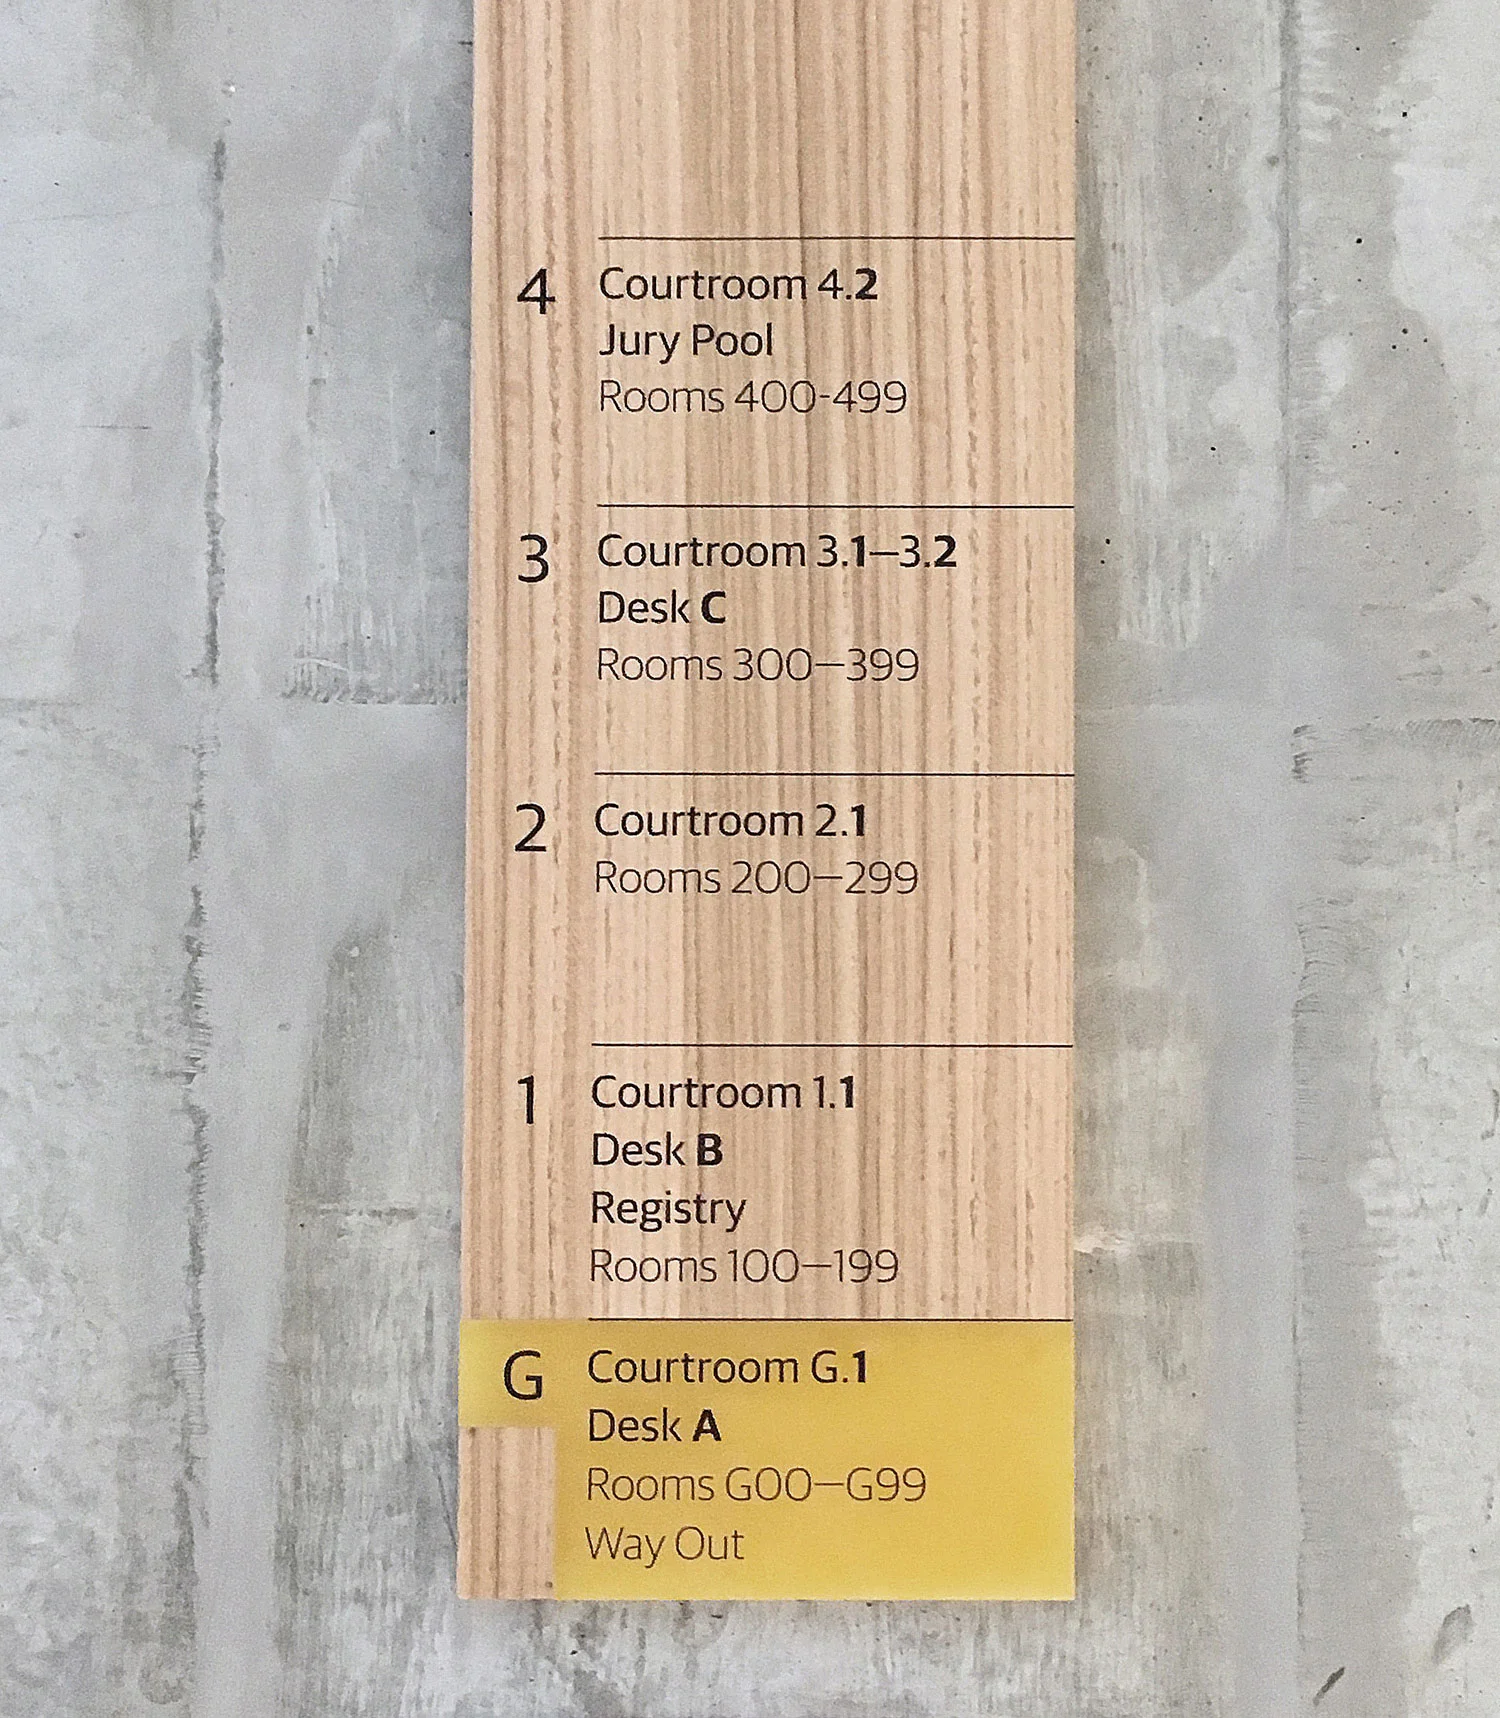 4 Courtroom 4.2
Jury Pool
Rooms 400-499
3 Courtroom 3.1—3.2
Desk C
Rooms 300—399
2 Courtroom 2.1
Rooms 200—299
1 Courtroom 1.1
Desk B
Registry
Rooms 100—199
G Courtroom G.1
Desk A
Rooms G00—G99
Way Out